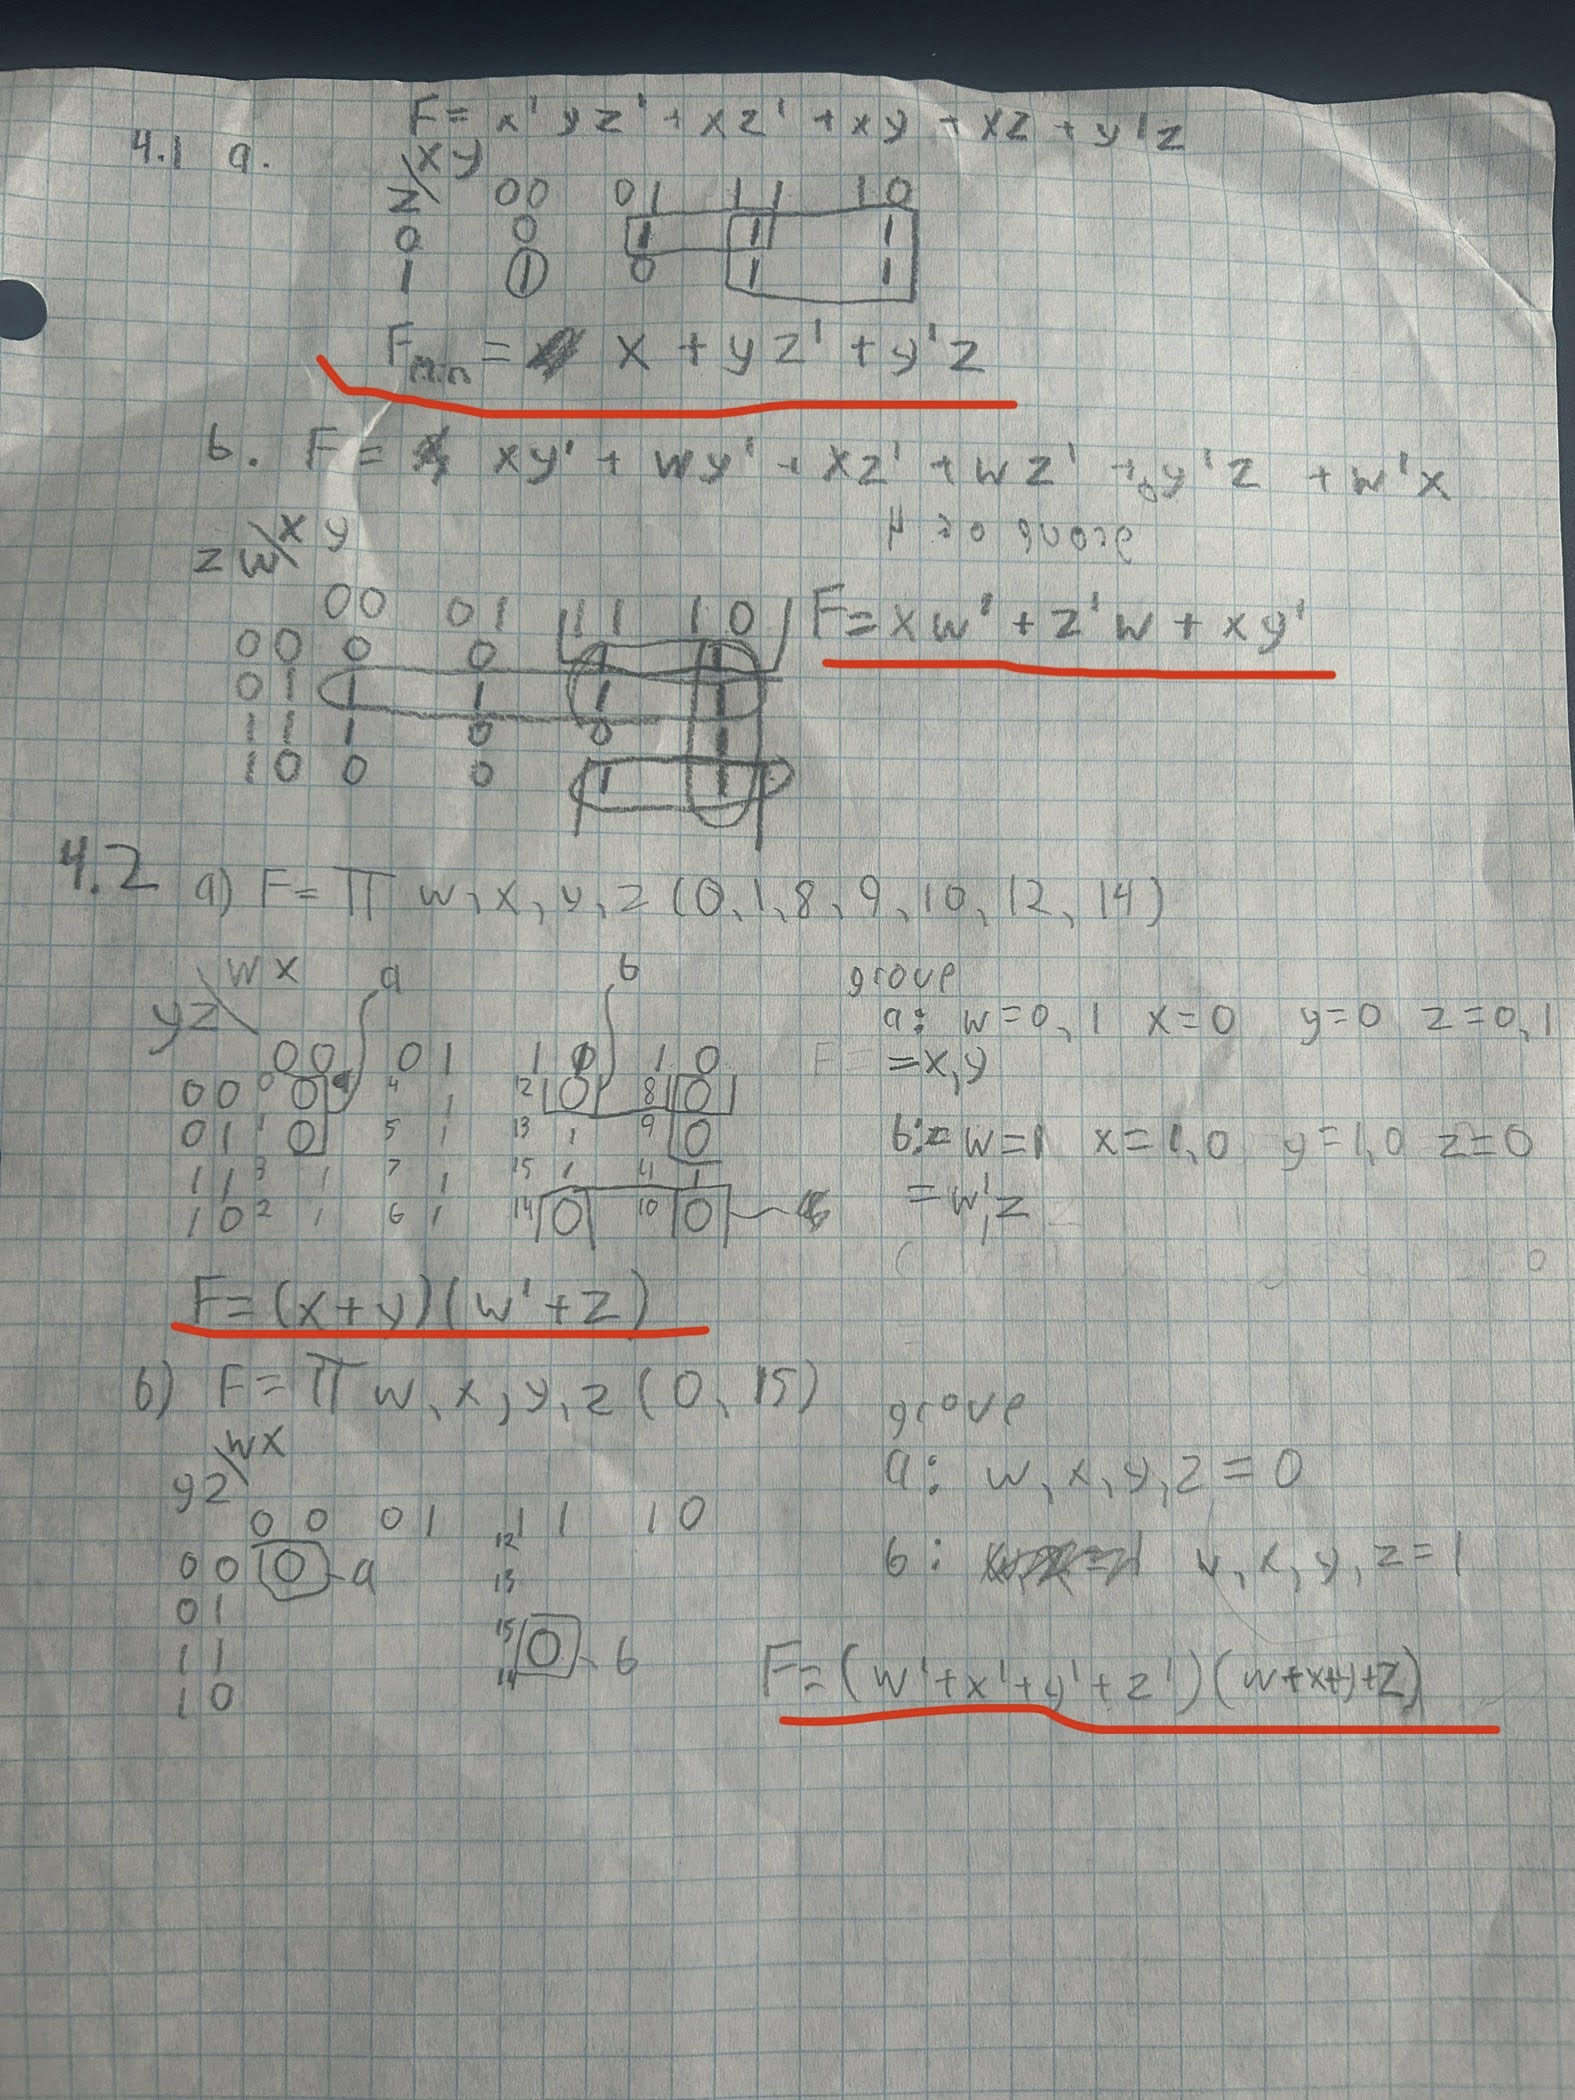 4.1 a. F= x'yz' + xz' + xy + xz + y'z
z\xy
00 01 11 10
0 0 1 1 1
1 1 0 1 1
Fmin = x + yz' + y'z
b. F = xy' + wy' + xz' + wz' + y'z + w'x
zw\xy
00 01 11 10
F= xw' + z'w + xy'
00 0 0 1 1
01 1 1 1 1
11 1 0 0 1
10 0 0 1 1
4.2 a) F= π w, x, y, z (0, 1, 8, 9, 10, 12, 14)
wx a b
yz
group
a: w=0,1 x=0 y=0 z=0,1
00 01 10 10
= x,y
00 0 0 4 1 12 0 8 0
01 1 0 5 1 13 1 9 0
b: = w=1 x=1,0 y=1,0 z=0
11 3 1 7 1 15 1 11 1
= w',z
10 2 1 6 1 14 0 10 0
F= (x+y)(w'+z)
b) F= π w, x, y, z (0, 15)
group
yz\wx
a: w, x, y, z = 0
00 01 11 10
12
00 0 a
13
b: w, x, y, z = 1
01
11 15 0 b
14
10
F= (w'+x'+y'+z')(w+x+y+z)